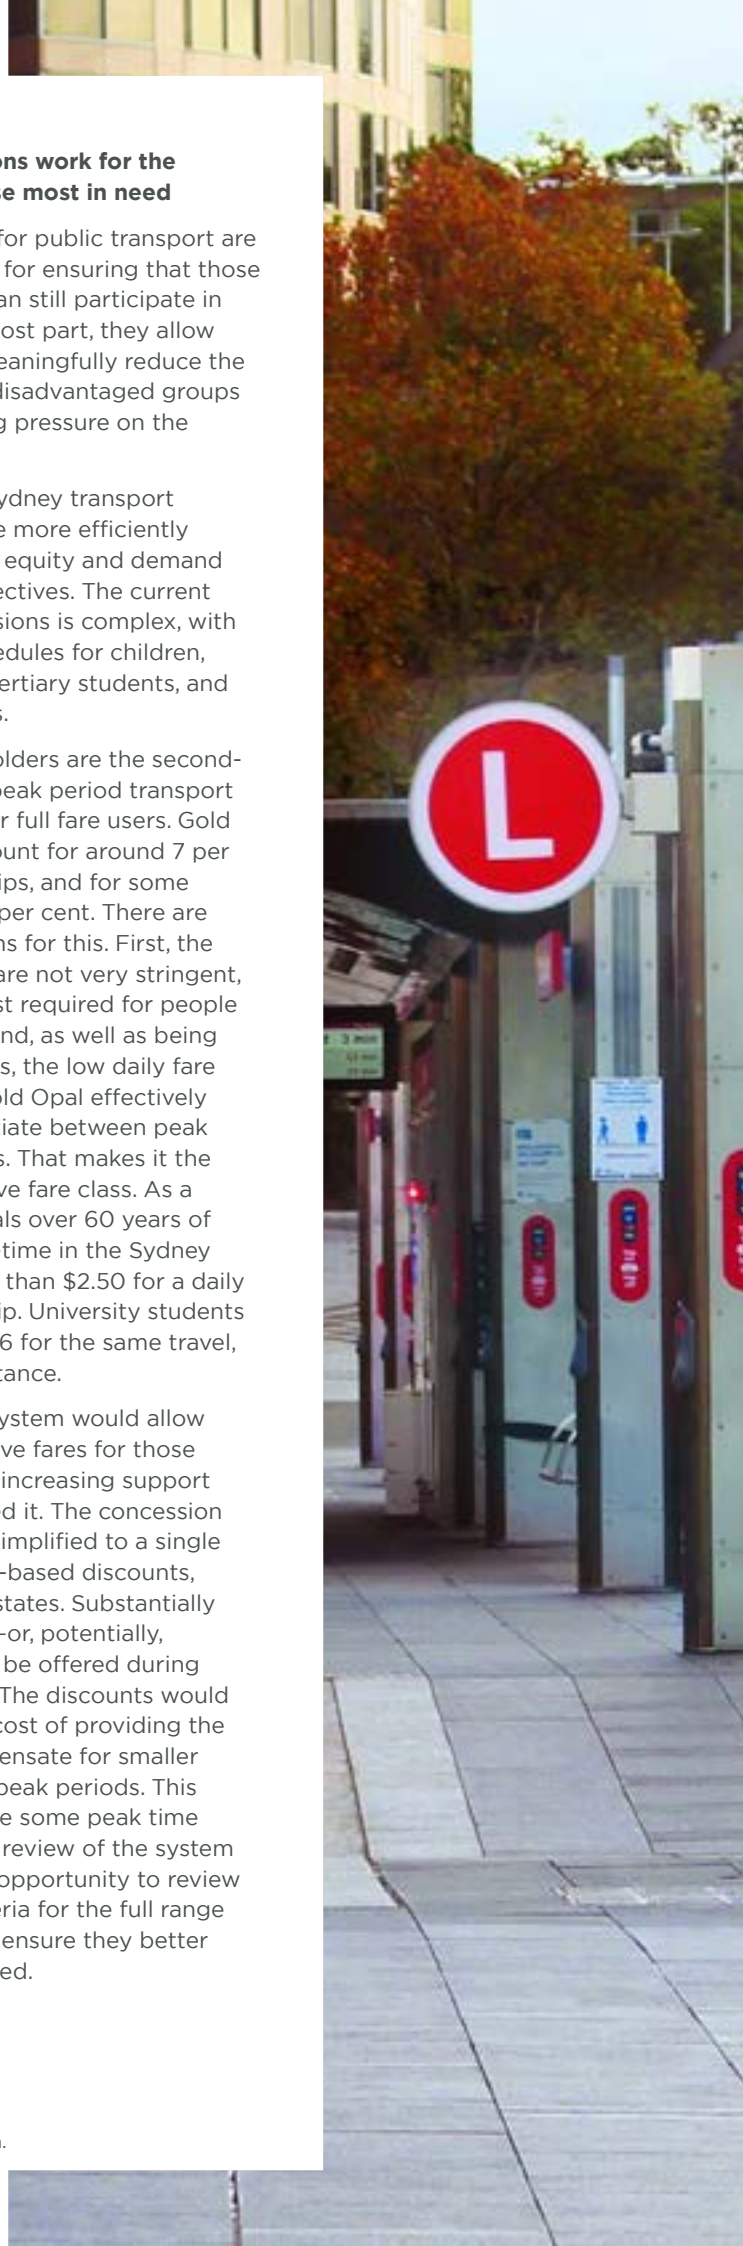 ons work for the
se most in need
for public transport are
for ensuring that those
an still participate in
ost part, they allow
eaningfully reduce the
disadvantaged groups
g pressure on the
ydney transport
e more efficiently
equity and demand
ectives. The current
sions is complex, with
edules for children,
ertiary students, and
s.
olders are the second-
peak period transport
r full fare users. Gold
ount for around 7 per
ips, and for some
per cent. There are
ns for this. First, the
are not very stringent,
st required for people
nd, as well as being
s, the low daily fare
old Opal effectively
tiate between peak
s. That makes it the
ve fare class. As a
als over 60 years of
-time in the Sydney
than $2.50 for a daily
ip. University students
6 for the same travel,
tance.
ystem would allow
ve fares for those
increasing support
ed it. The concession
implified to a single
-based discounts,
states. Substantially
-or, potentially,
be offered during
The discounts would
cost of providing the
ensate for smaller
peak periods. This
e some peak time
review of the system
opportunity to review
eria for the full range
ensure they better
ed.
L
3 min